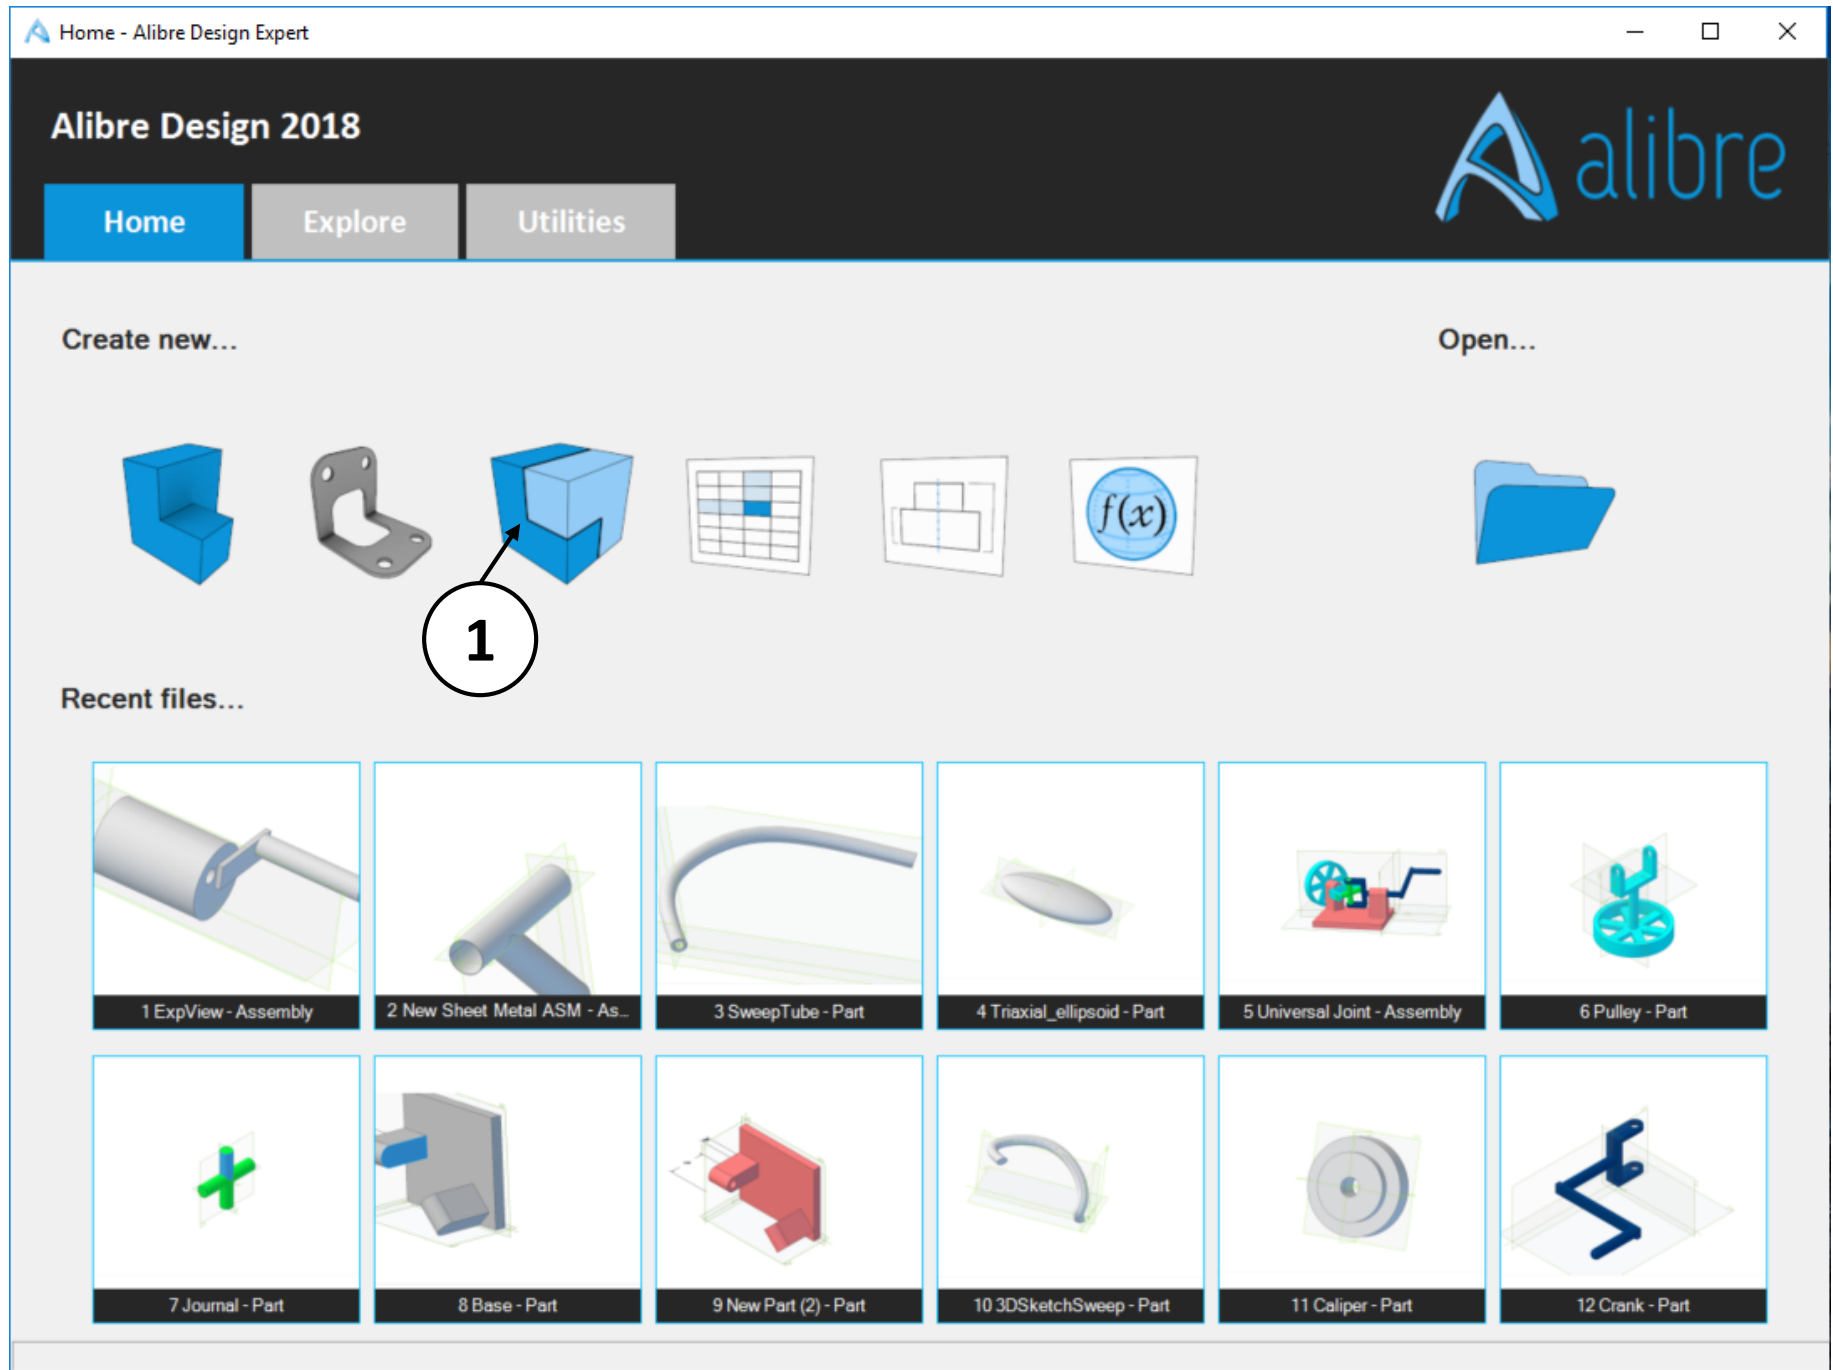 Home - Alibre Design Expert
Alibre Design 2018
alibre
Home
Explore
Utilities
Create new...
Open...
f(x)
1
Recent files...
1 ExpView - Assembly
2 New Sheet Metal ASM - As...
3 SweepTube - Part
4 Triaxial_ellipsoid - Part
5 Universal Joint - Assembly
6 Pulley - Part
7 Journal - Part
8 Base - Part
9 New Part (2) - Part
10 3DSketchSweep - Part
11 Caliper - Part
12 Crank - Part